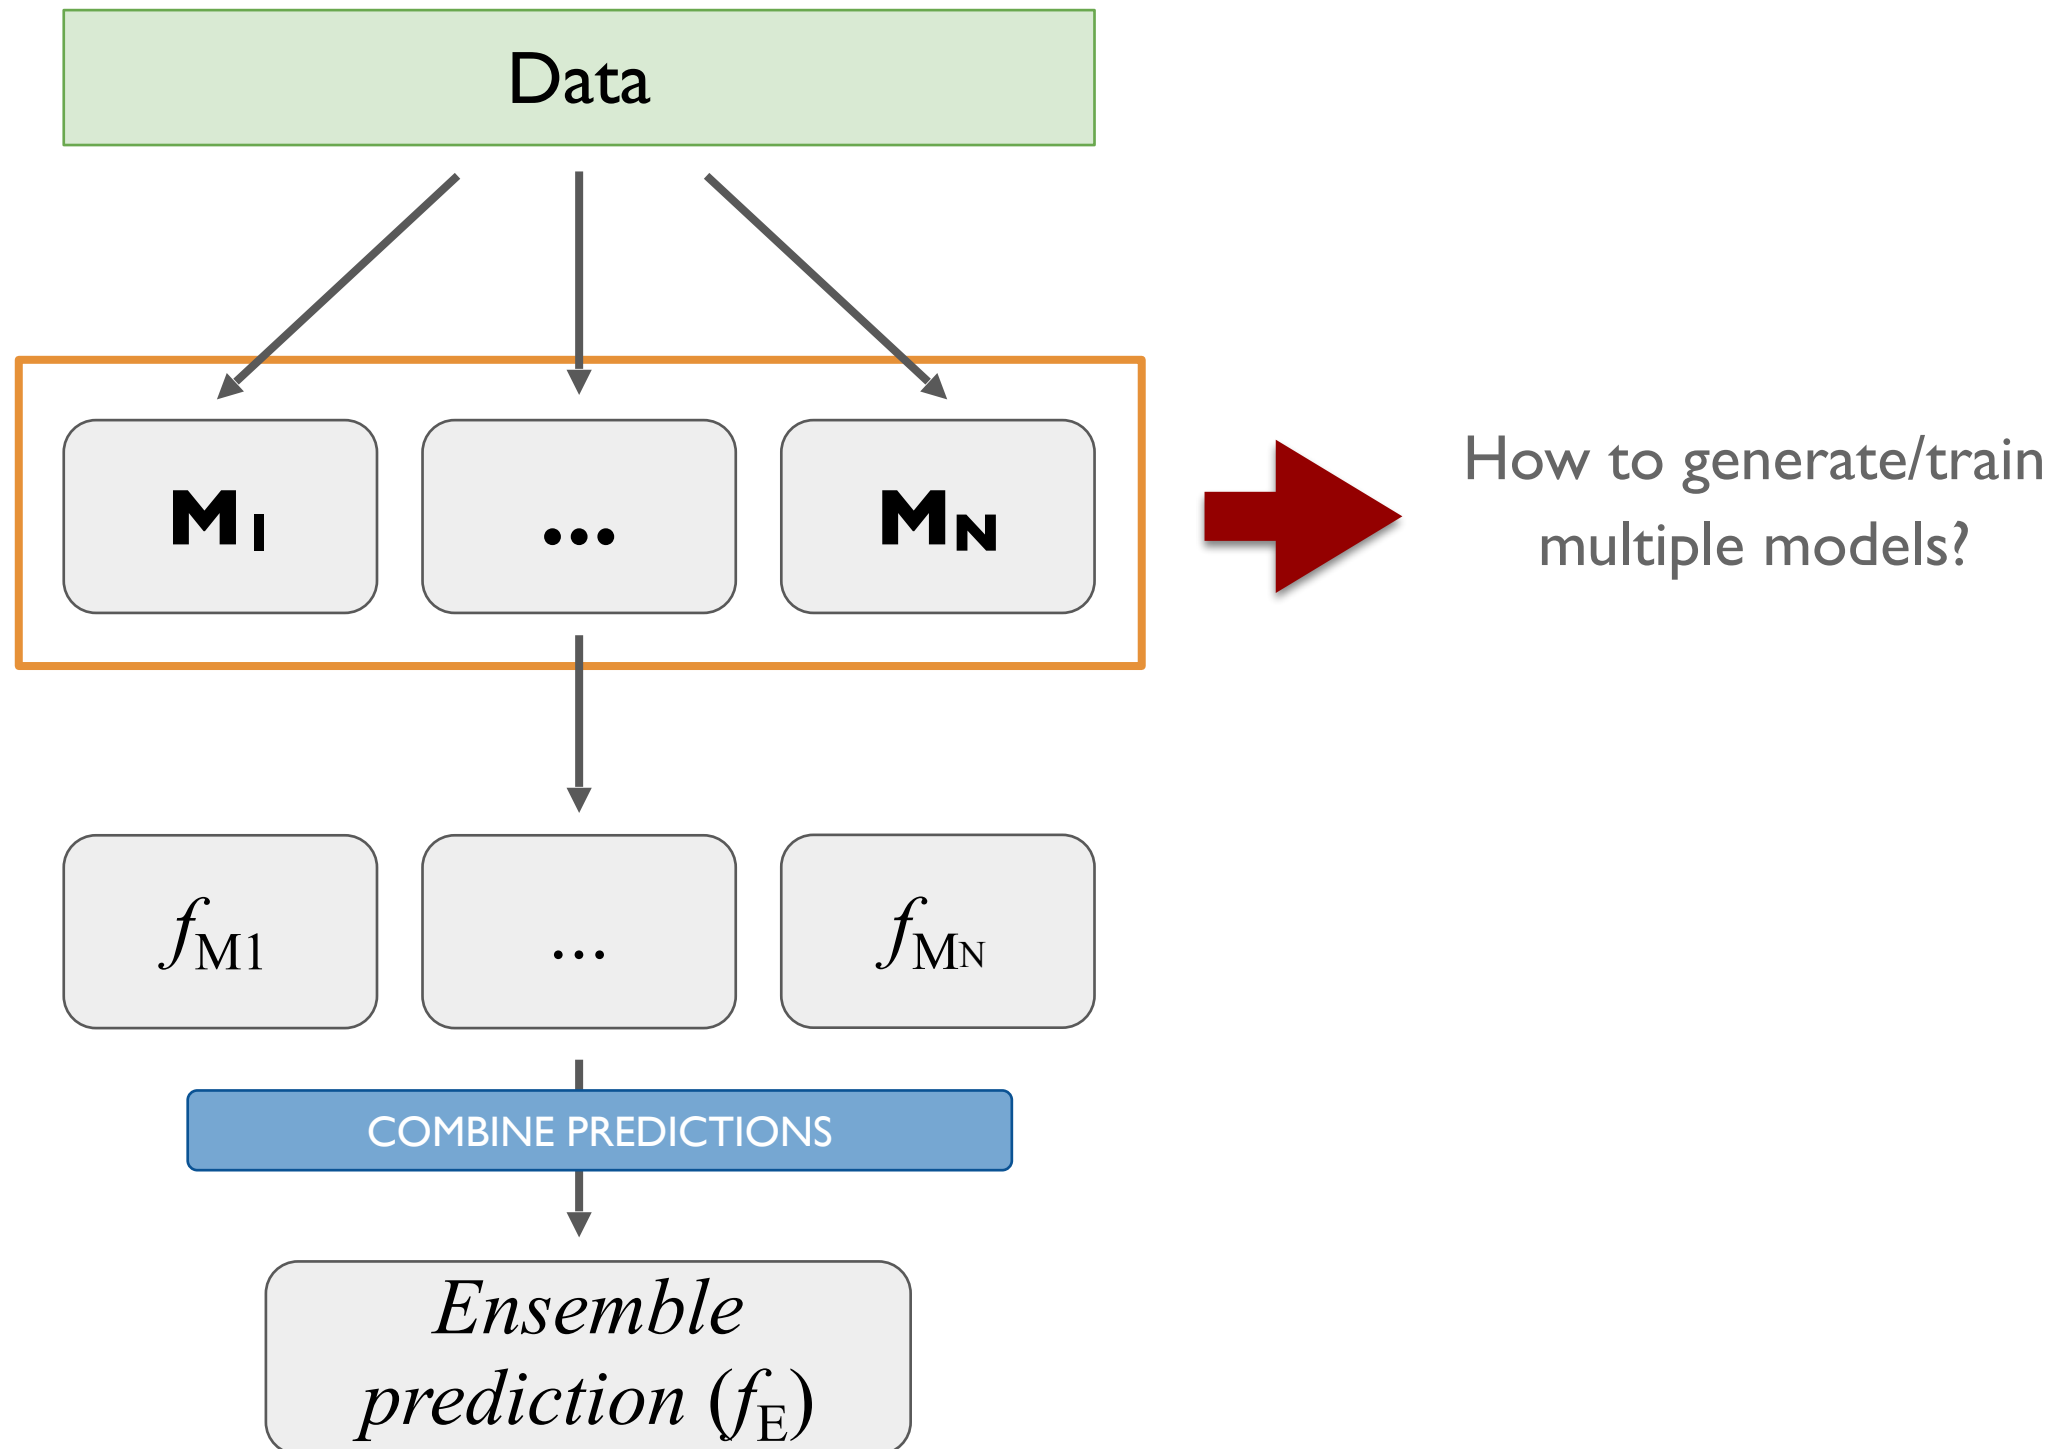 Data
M1
...
MN
How to generate/train
multiple models?
fM1
...
fMN
COMBINE PREDICTIONS
Ensemble
prediction (fE)